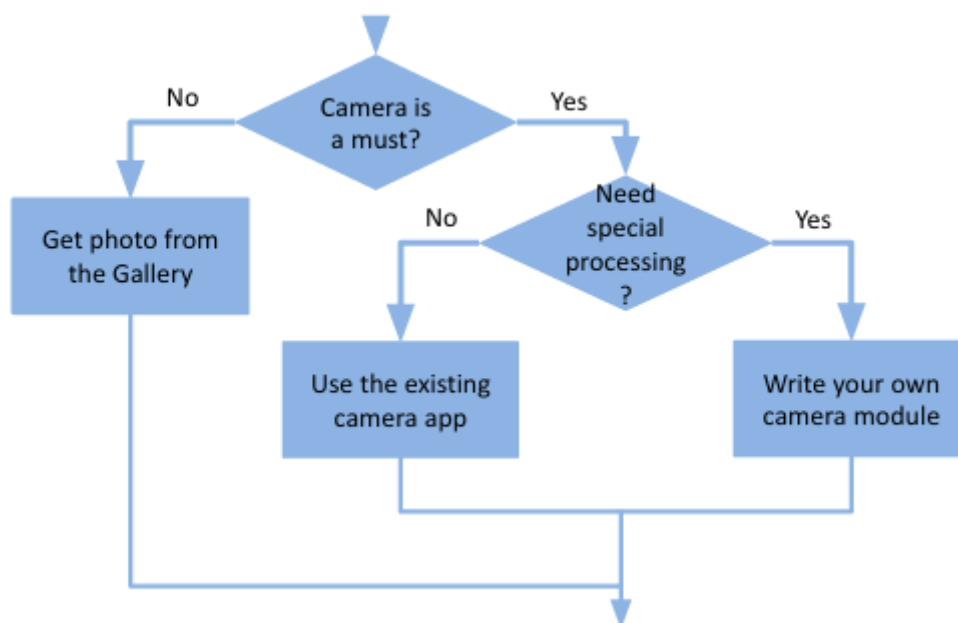 No
Camera is
a must?
Yes
Get photo from
the Gallery
No
Need
special
processing
?
Yes
Use the existing
camera app
Write your own
camera module